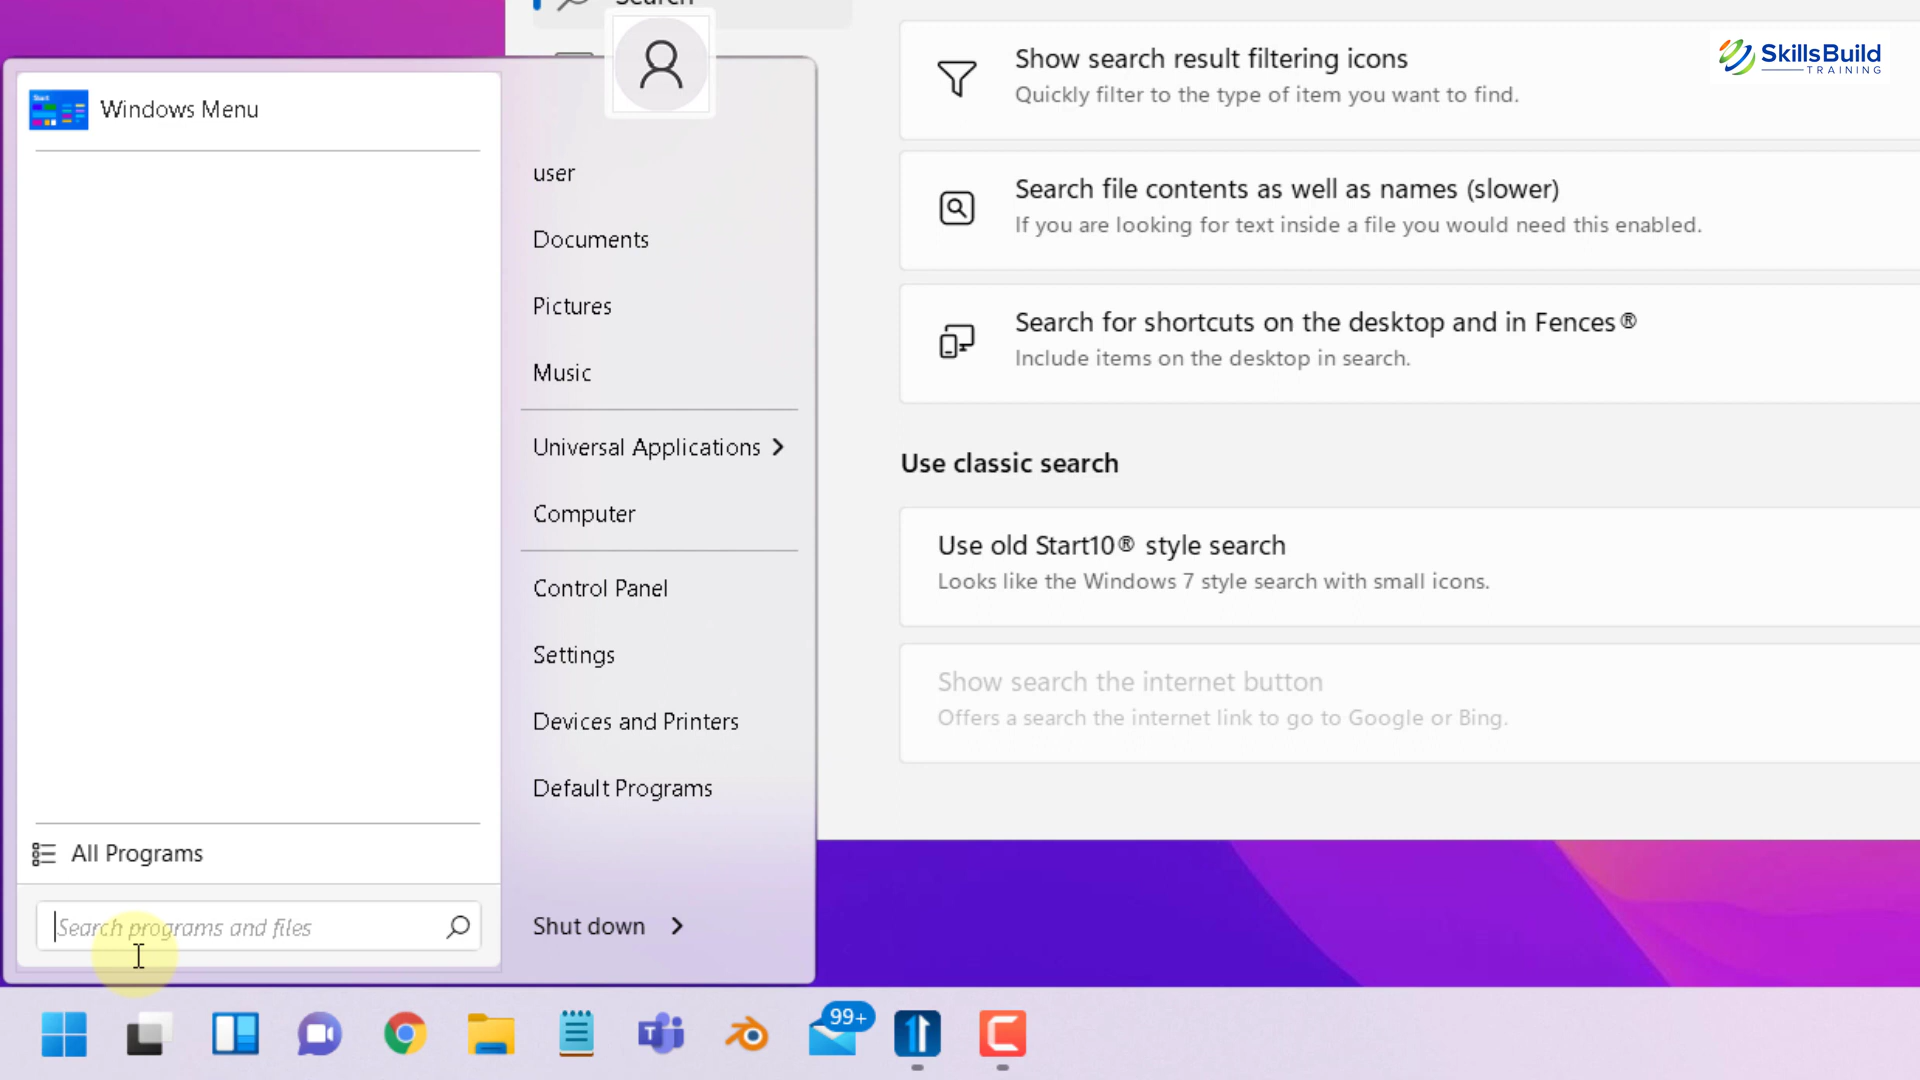 Search
Windows Menu
All Programs
Search programs and files
user
Documents
Pictures
Music
Universal Applications
Computer
Control Panel
Settings
Devices and Printers
Default Programs
Shut down
Show search result filtering icons
Quickly filter to the type of item you want to find.
Search file contents as well as names (slower)
If you are looking for text inside a file you would need this enabled.
Search for shortcuts on the desktop and in Fences®
Include items on the desktop in search.
Use classic search
Use old Start10® style search
Looks like the Windows 7 style search with small icons.
Show search the internet button
Offers a search the internet link to go to Google or Bing.
SkillsBuild
TRAINING
99+